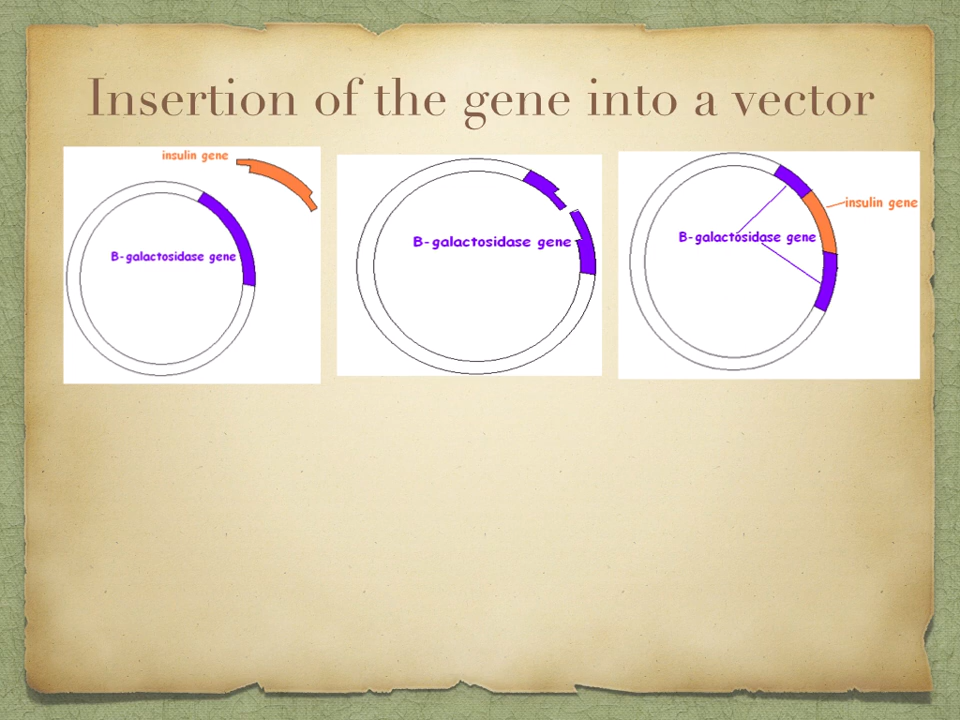 Insertion of the gene into a vector
insulin gene
B-galactosidase gene
B-galactosidase gene
insulin gene
B-galactosidase gene